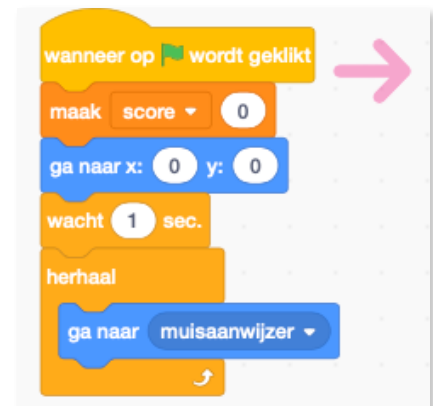 wanneer op wordt geklikt
maak score 0
ga naar x: 0 y: 0
wacht 1 sec.
herhaal
ga naar muisaanwijzer